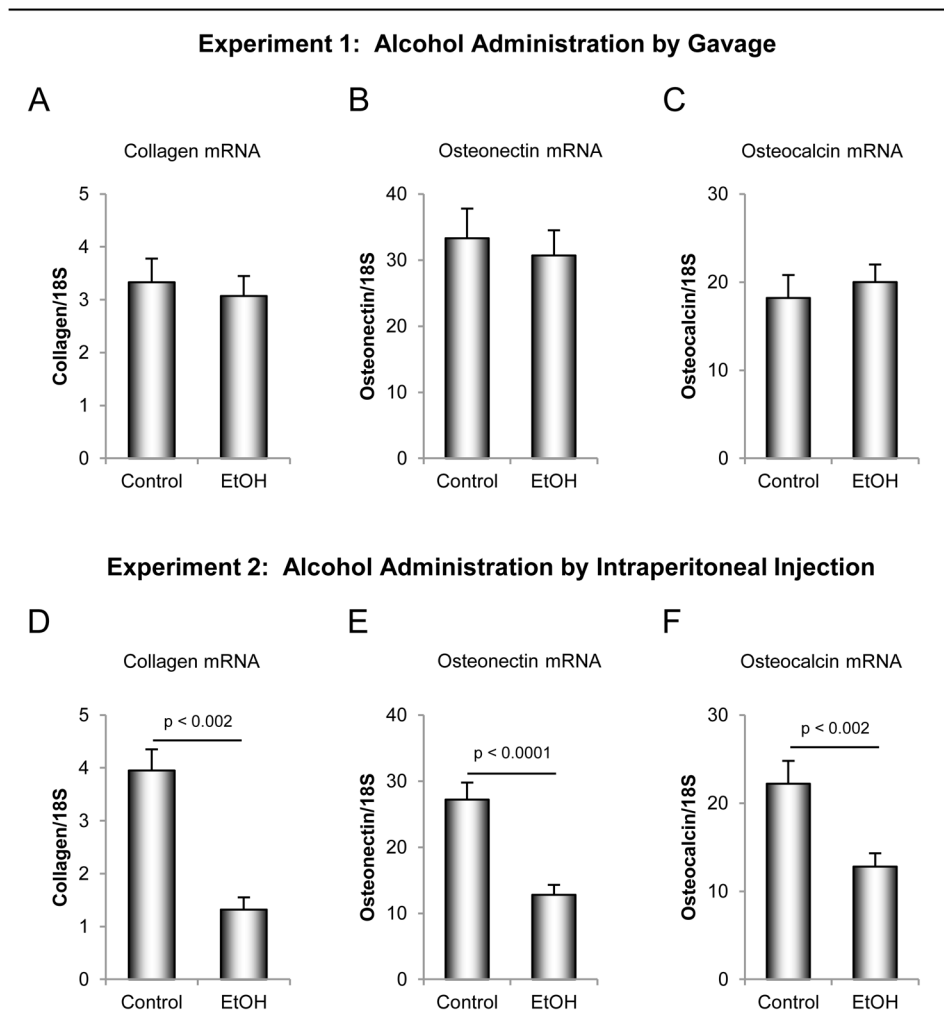 Experiment 1: Alcohol Administration by Gavage
A
B
C
Collagen mRNA
Osteonectin mRNA
Osteocalcin mRNA
Collagen/18S
5
4
3
2
1
0
Control EtOH
Osteonectin/18S
40
30
20
10
0
Control EtOH
Osteocalcin/18S
30
20
10
0
Control EtOH
Experiment 2: Alcohol Administration by Intraperitoneal Injection
D
E
F
Collagen mRNA
Osteonectin mRNA
Osteocalcin mRNA
Collagen/18S
5
4
3
2
1
0
p < 0.002
Control EtOH
Osteonectin/18S
40
30
20
10
0
p < 0.0001
Control EtOH
Osteocalcin/18S
30
20
10
0
p < 0.002
Control EtOH